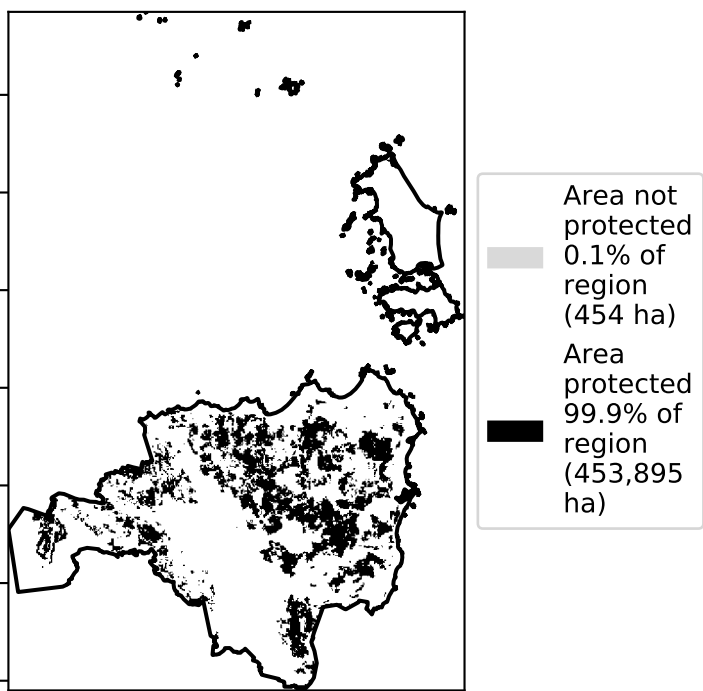 Area not
protected
0.1% of
region
(454 ha)
Area
protected
99.9% of
region
(453,895
ha)